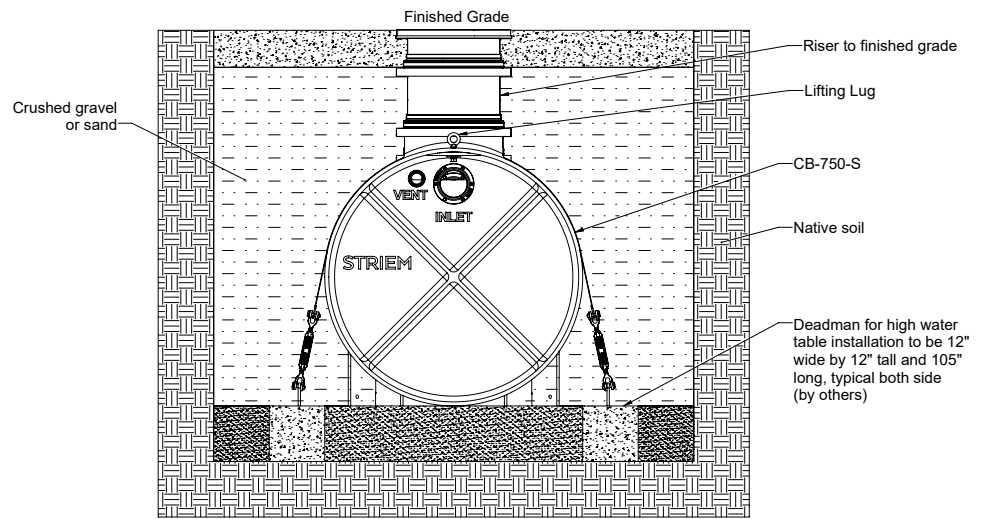 Finished Grade
Riser to finished grade
Lifting Lug
Crushed gravel
or sand
CB-750-S
VENT
INLET
Native soil
STRIEM
Deadman for high water
table installation to be 12"
wide by 12" tall and 105"
long, typical both side
(by others)